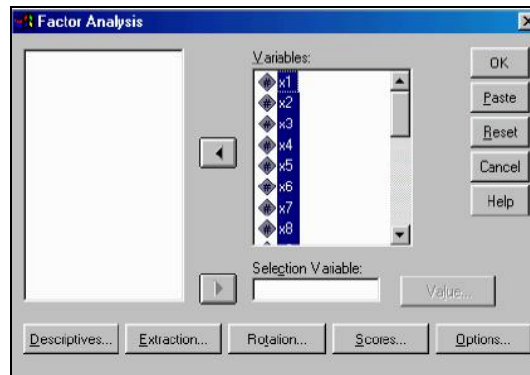 Factor Analysis
Variables:
x1
x2
x3
x4
x5
x6
x7
x8
OK
Paste
Reset
Cancel
Help
Selection Variable:
Value...
Descriptives...
Extraction...
Rotation...
Scores...
Options...